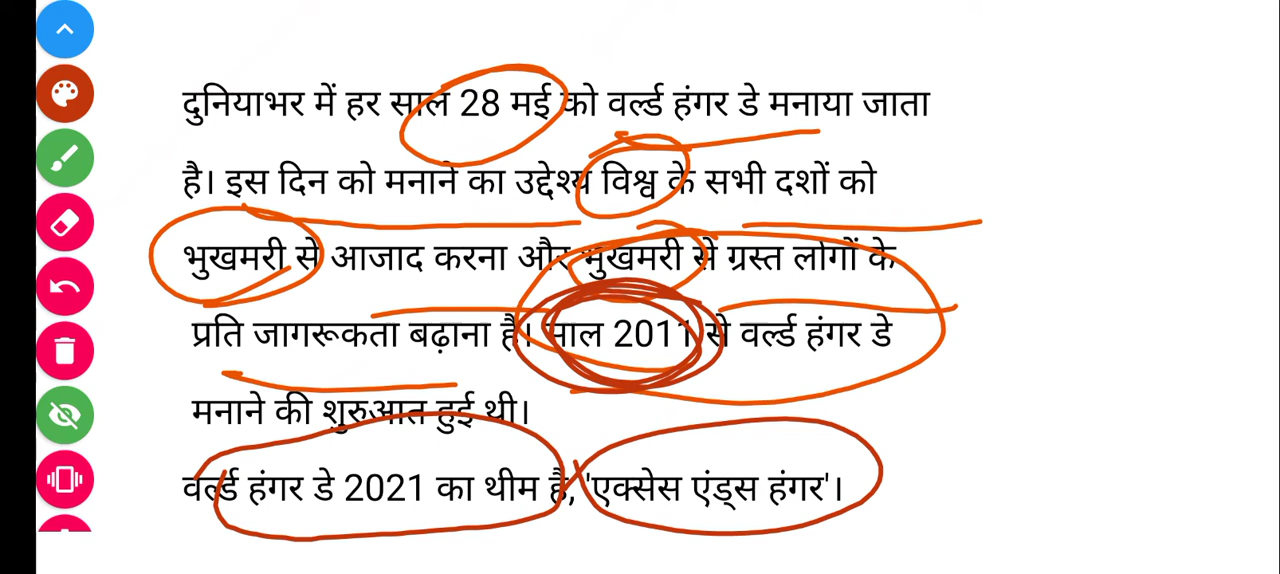 दुनियाभर में हर साल 28 मई को वर्ल्ड हंगर डे मनाया जाता
है। इस दिन को मनाने का उद्देश्य विश्व के सभी दशों को
भुखमरी से आजाद करना और भुखमरी से ग्रस्त लोगों के
प्रति जागरूकता बढ़ाना है। साल 2011 से वर्ल्ड हंगर डे
मनाने की शुरुआत हुई थी।
वर्ल्ड हंगर डे 2021 का थीम है, 'एक्सेस एंड्स हंगर'।